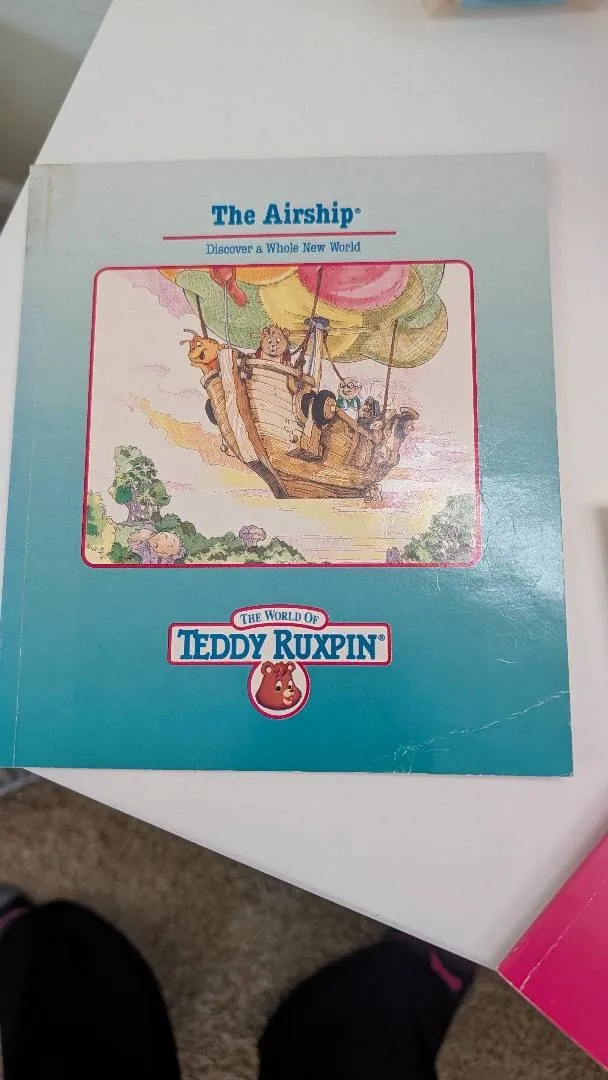 The Airship®
Discover a Whole New World
THE WORLD OF
TEDDY RUXPIN®